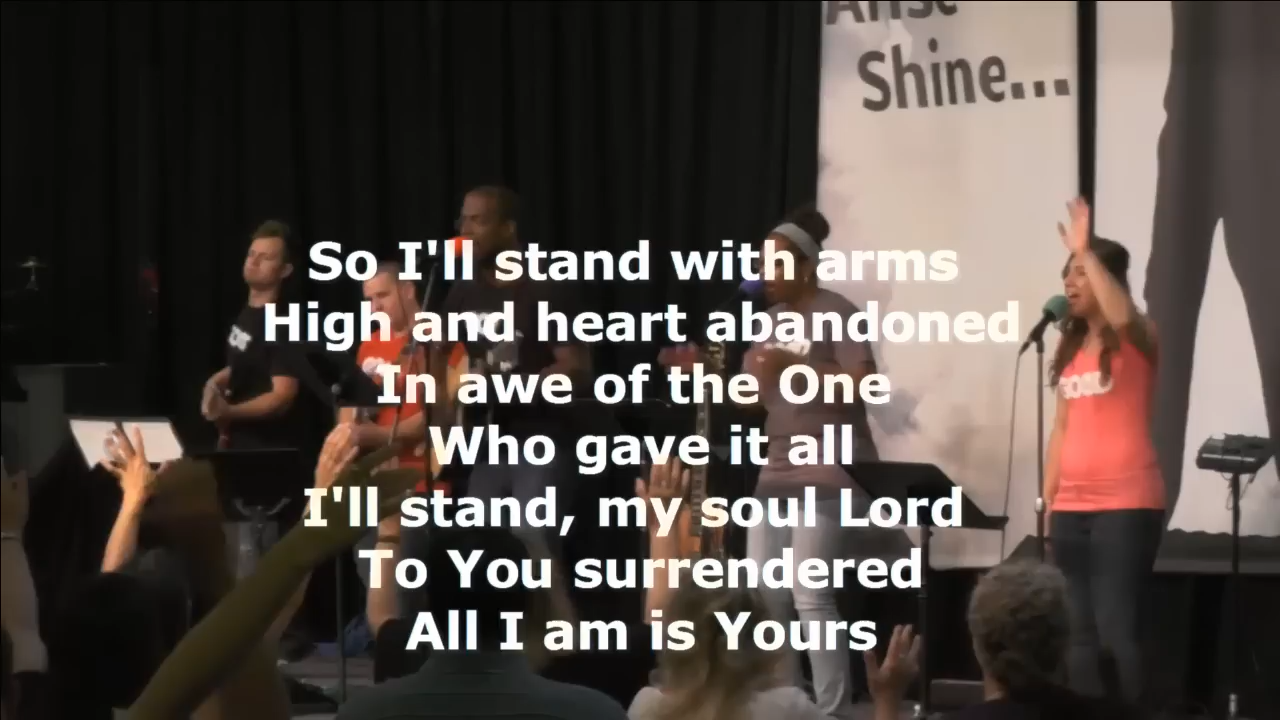 Arise
Shine...
So I'll stand with arms
High and heart abandoned
In awe of the One
Who gave it all
I'll stand, my soul Lord
To You surrendered
All I am is Yours